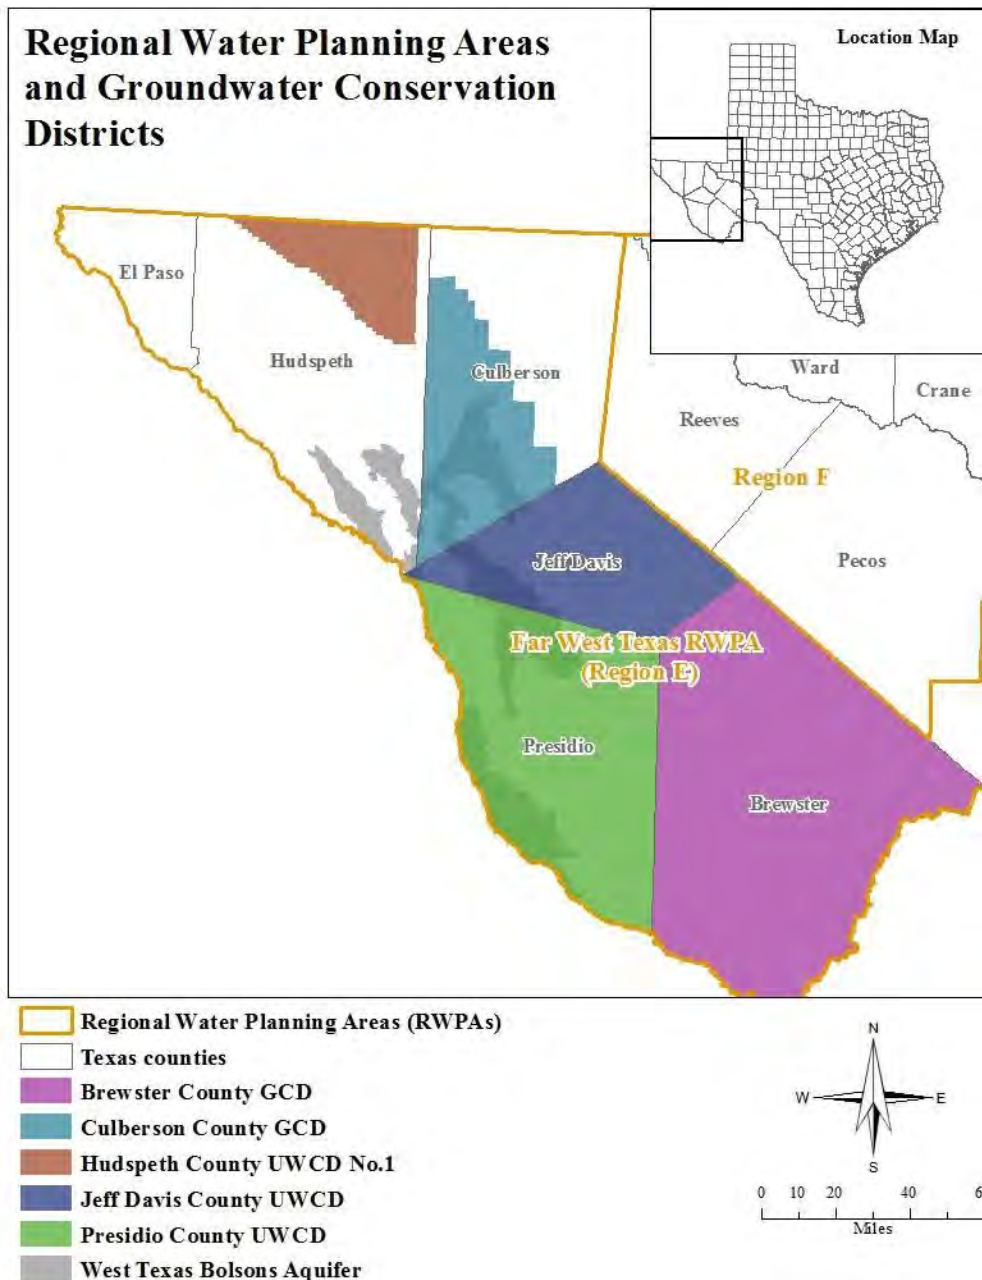 Regional Water Planning Areas
and Groundwater Conservation
Districts
Location Map
El Paso
Hudspeth
Culberson
Ward
Crane
Reeves
Region F
Pecos
Jeff Davis
Far West Texas RWPA
(Region E)
Presidio
Brewster
Regional Water Planning Areas (RWPAs)
Texas counties
Brewster County GCD
Culberson County GCD
Hudspeth County UWCD No.1
Jeff Davis County UWCD
Presidio County UWCD
West Texas Bolsons Aquifer
N
W E
S
0 10 20 40
Miles